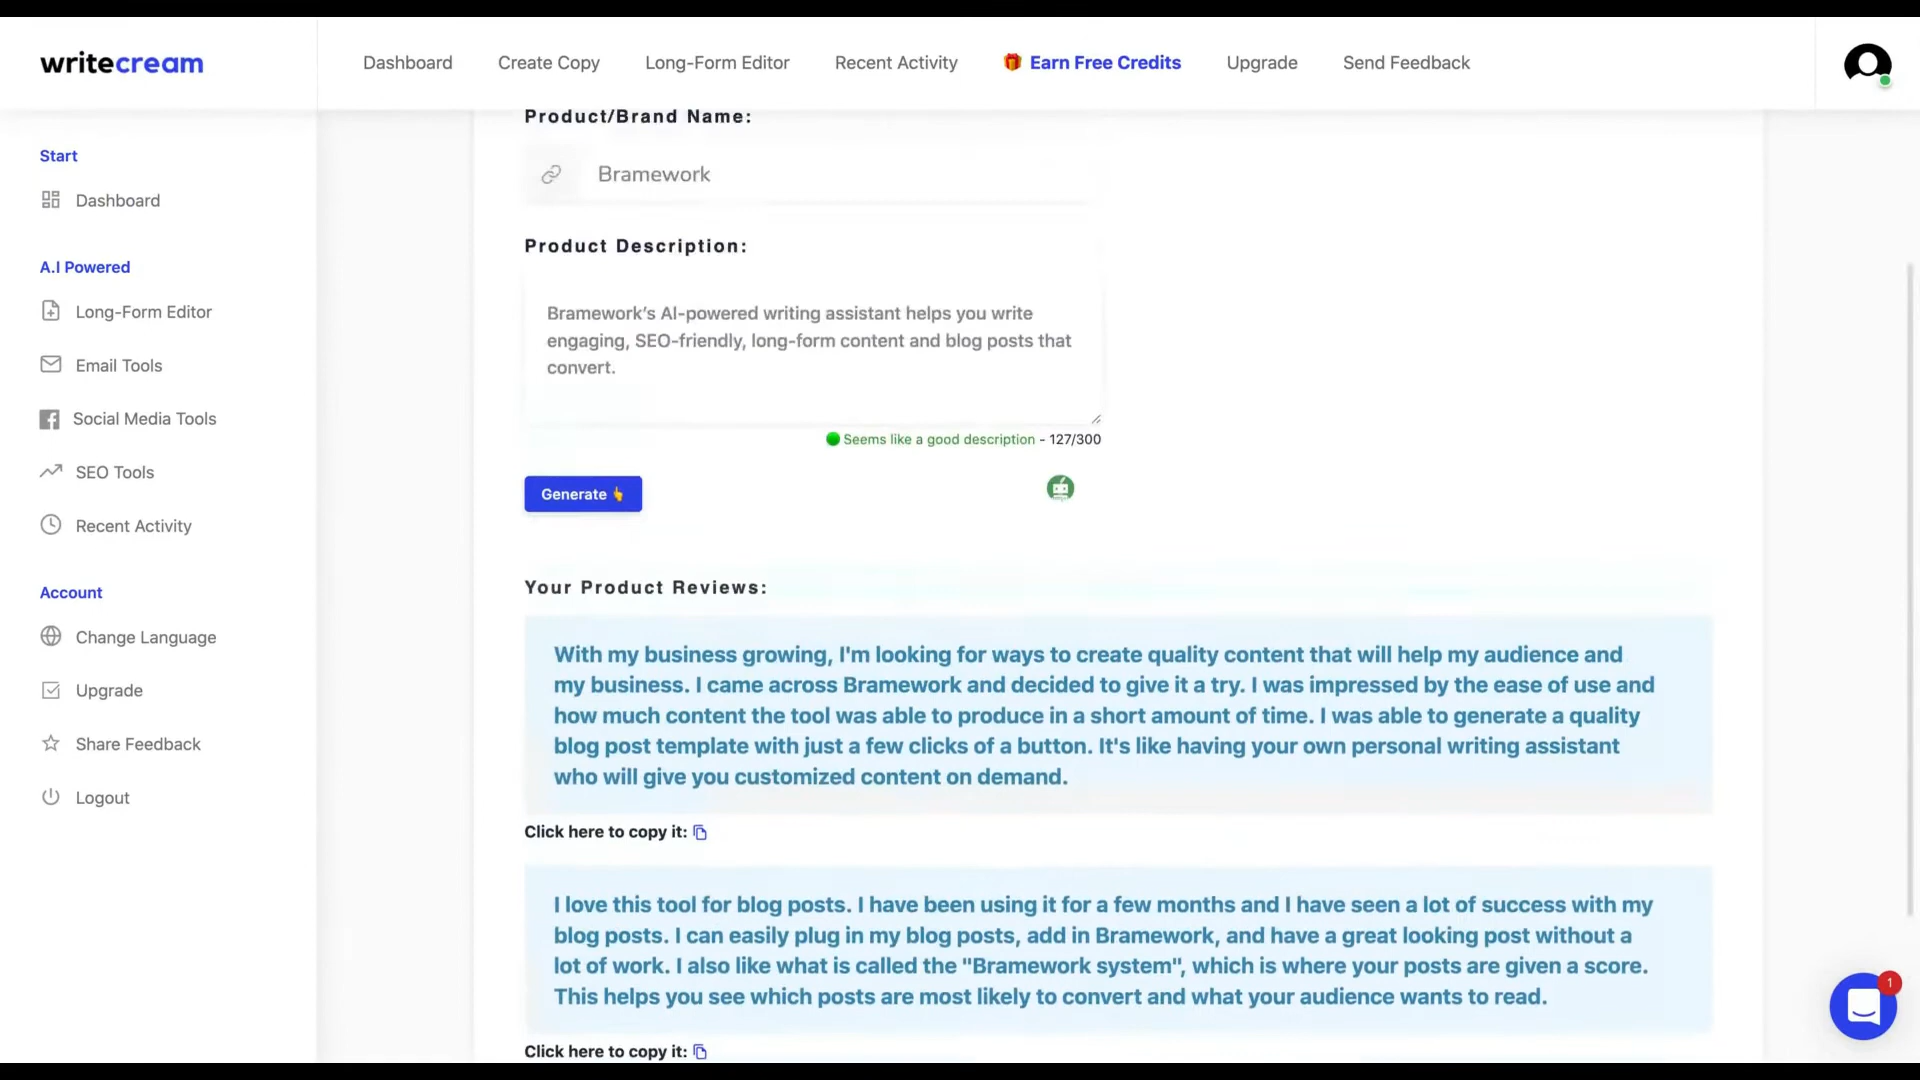 writecream
Dashboard
Create Copy
Long-Form Editor
Recent Activity
Earn Free Credits
Upgrade
Send Feedback
Start
Dashboard
A.I Powered
Long-Form Editor
Email Tools
Social Media Tools
SEO Tools
Recent Activity
Account
Change Language
Upgrade
Share Feedback
Logout
Product/Brand Name:
Bramework
Product Description:
Bramework’s AI-powered writing assistant helps you write
engaging, SEO-friendly, long-form content and blog posts that
convert.
Seems like a good description - 127/300
Generate
Your Product Reviews:
With my business growing, I'm looking for ways to create quality content that will help my audience and
my business. I came across Bramework and decided to give it a try. I was impressed by the ease of use and
how much content the tool was able to produce in a short amount of time. I was able to generate a quality
blog post template with just a few clicks of a button. It's like having your own personal writing assistant
who will give you customized content on demand.
Click here to copy it:
I love this tool for blog posts. I have been using it for a few months and I have seen a lot of success with my
blog posts. I can easily plug in my blog posts, add in Bramework, and have a great looking post without a
lot of work. I also like what is called the "Bramework system", which is where your posts are given a score.
This helps you see which posts are most likely to convert and what your audience wants to read.
Click here to copy it:
1